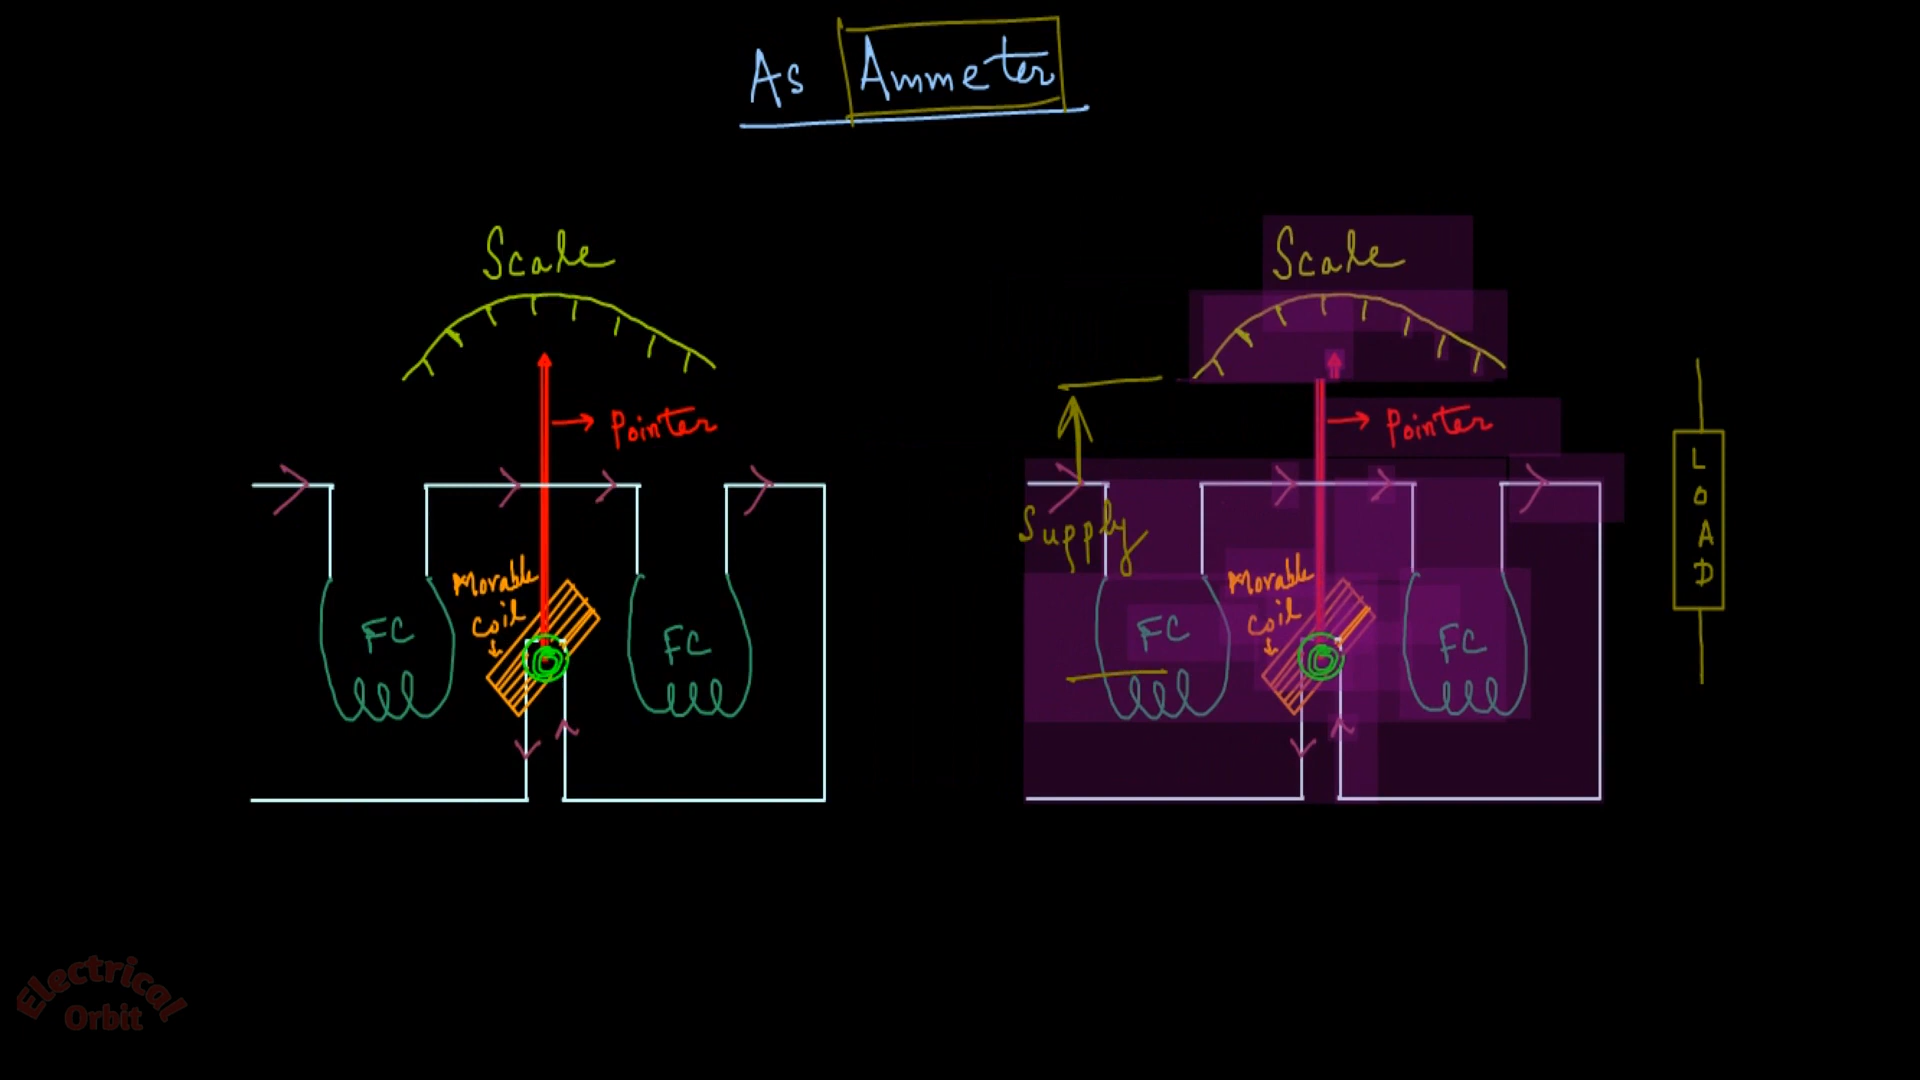 As Ammeter
Scale
Pointer
Movable
coil
FC
FC
Scale
Pointer
Supply
Movable
coil
FC
FC
LOAD
Electrical
Orbit